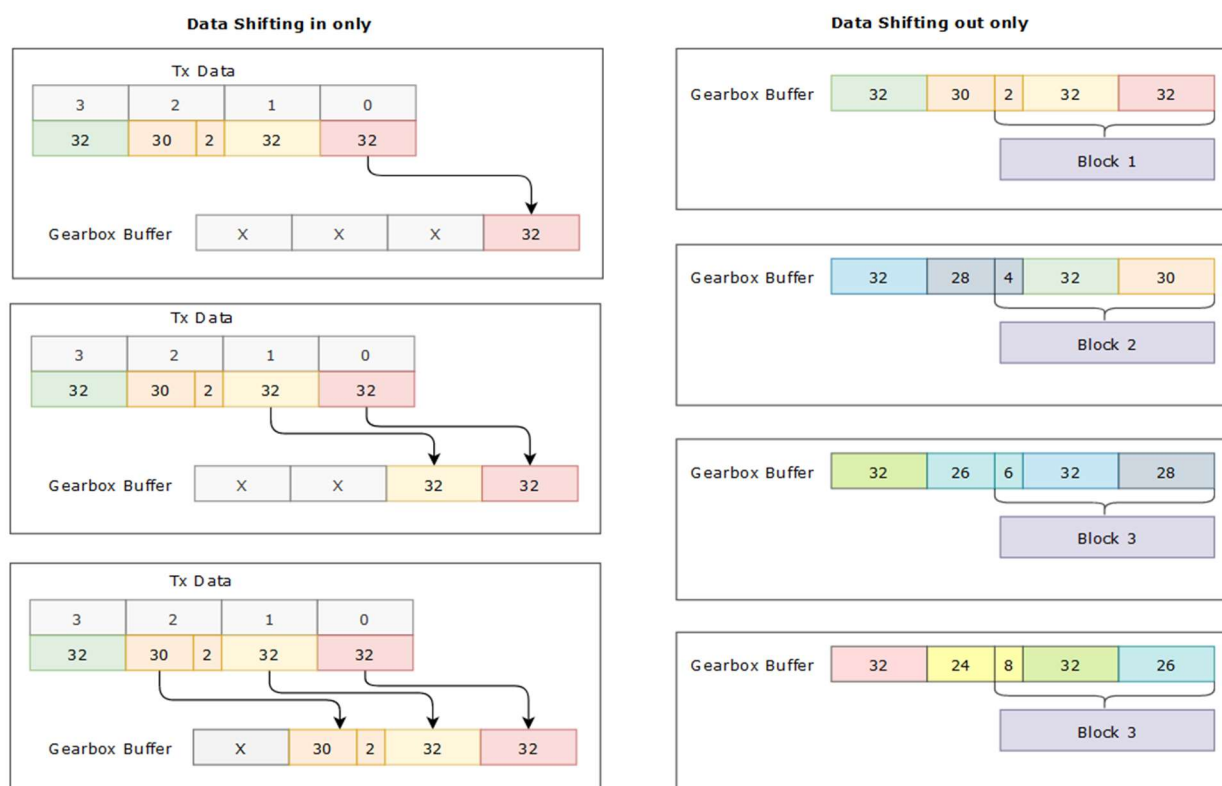 Data Shifting in only
Tx Data
3 2 1 0
32 30 2 32 32
Gearbox Buffer X X X 32
Tx Data
3 2 1 0
32 30 2 32 32
Gearbox Buffer X X 32 32
Tx Data
3 2 1 0
32 30 2 32 32
Gearbox Buffer X 30 2 32 32
Data Shifting out only
Gearbox Buffer 32 30 2 32 32
Block 1
Gearbox Buffer 32 28 4 32 30
Block 2
Gearbox Buffer 32 26 6 32 28
Block 3
Gearbox Buffer 32 24 8 32 26
Block 3